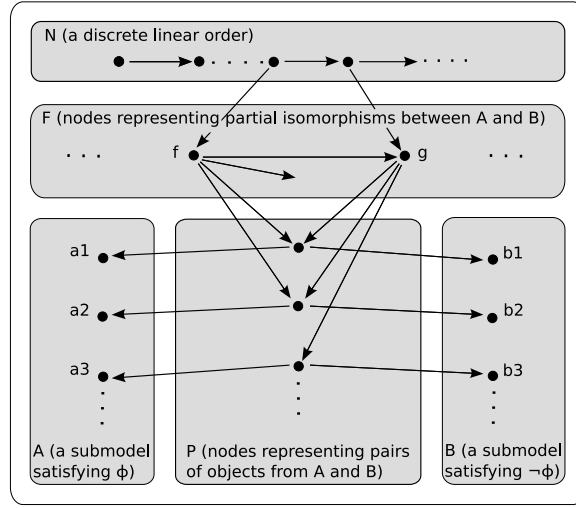 N (a discrete linear order)
F (nodes representing partial isomorphisms between A and B)
f
g
a1
b1
a2
b2
a3
b3
A (a submodel
satisfying ϕ)
P (nodes representing pairs
of objects from A and B)
B (a submodel
satisfying ¬ϕ)